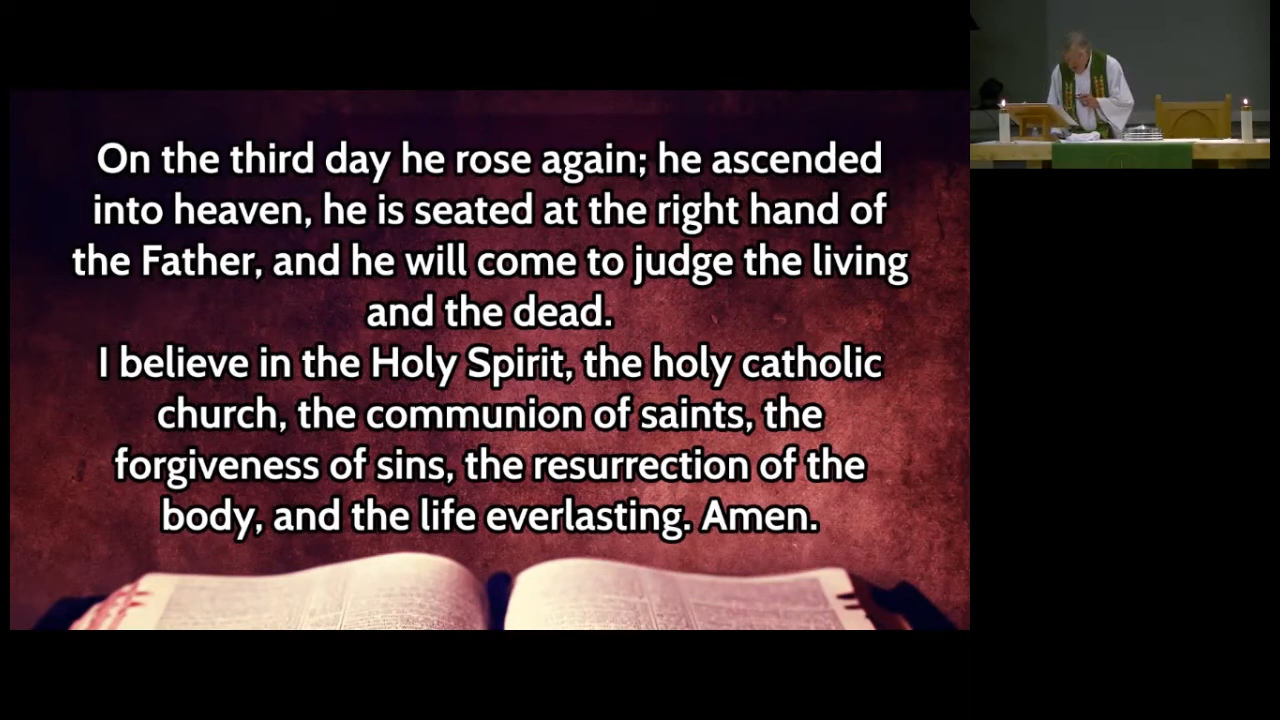 On the third day he rose again; he ascended
into heaven, he is seated at the right hand of
the Father, and he will come to judge the living
and the dead.
I believe in the Holy Spirit, the holy catholic
church, the communion of saints, the
forgiveness of sins, the resurrection of the
body, and the life everlasting. Amen.